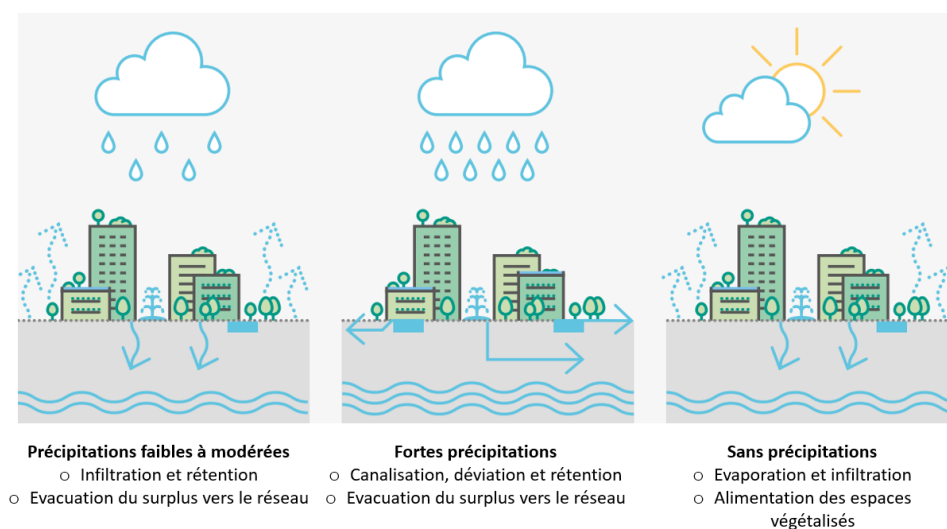 Précipitations faibles à modérées
○ Infiltration et rétention
○ Evacuation du surplus vers le réseau
Fortes précipitations
○ Canalisation, déviation et rétention
○ Evacuation du surplus vers le réseau
Sans précipitations
○ Evaporation et infiltration
○ Alimentation des espaces
végétalisés